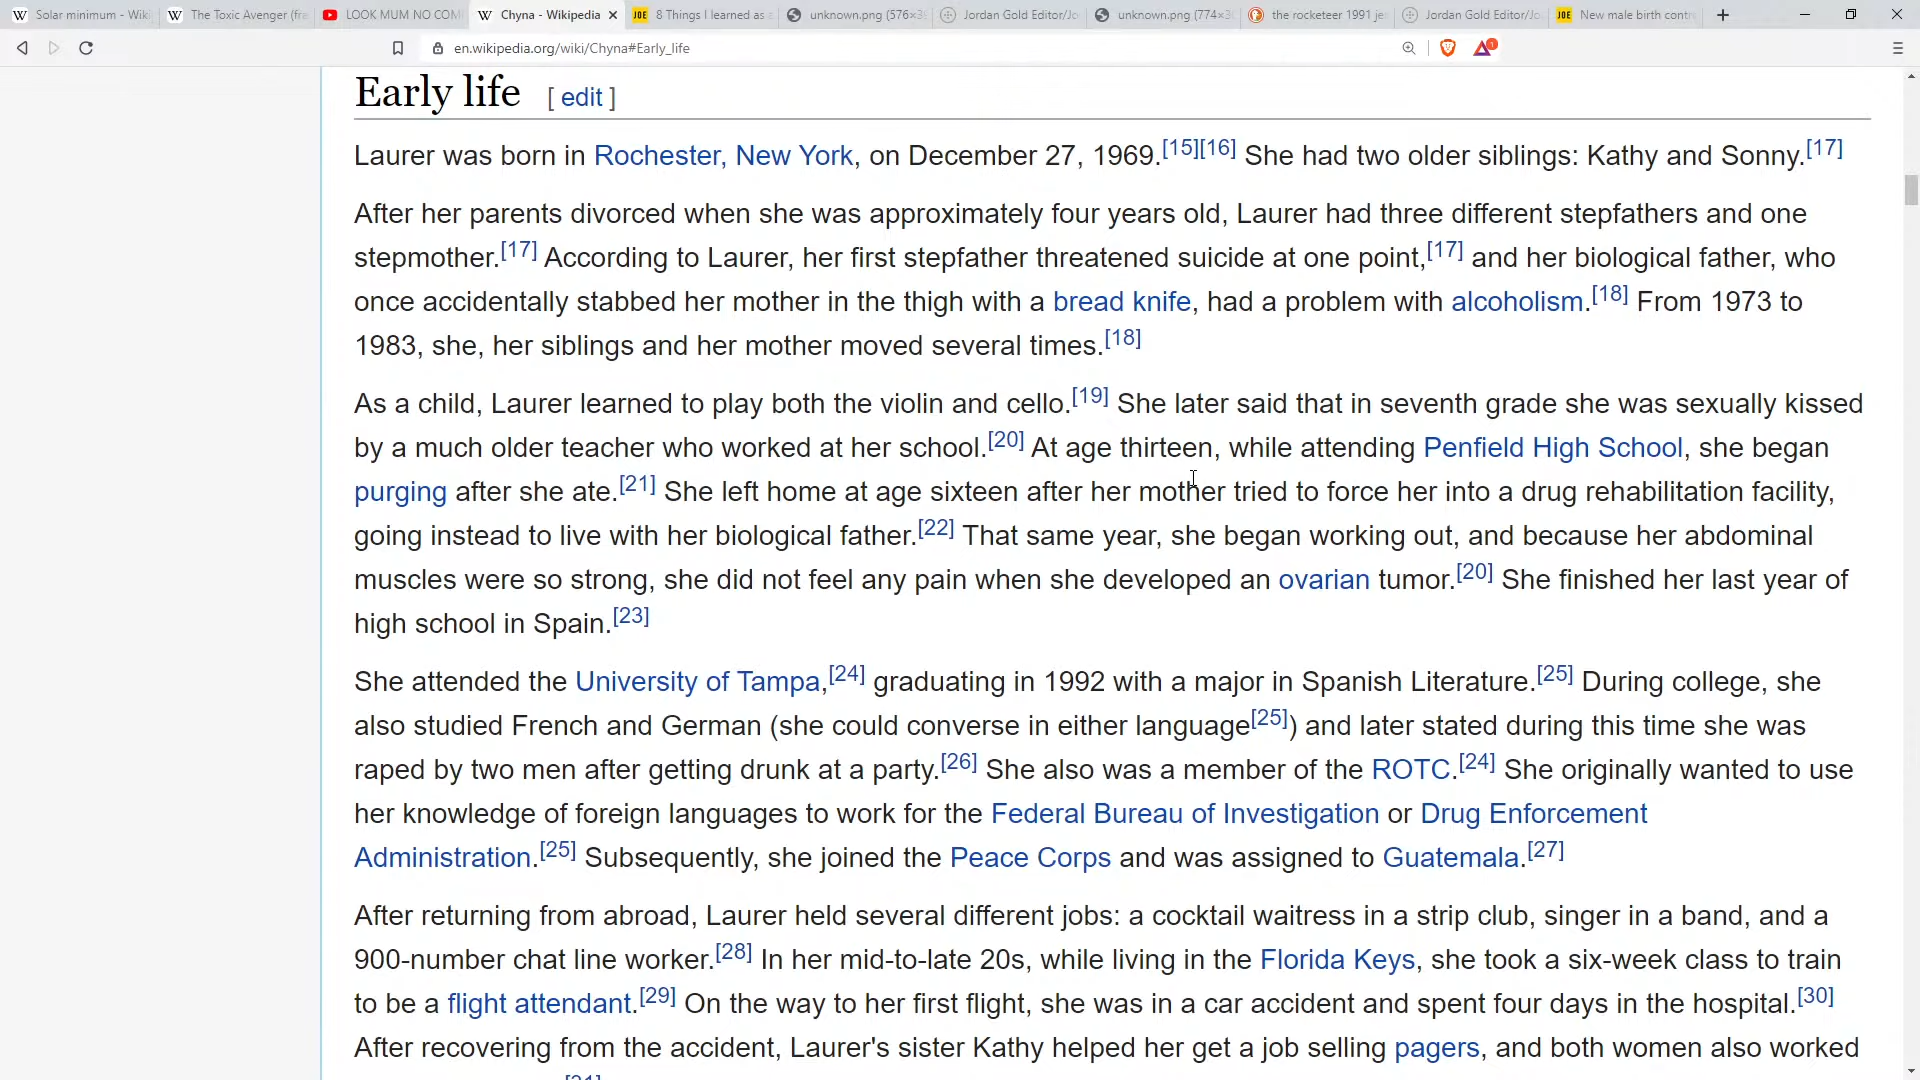 Solar minimum - Wiki
The Toxic Avenger (fra
LOOK MUM NO COM
Chyna - Wikipedia
8 Things I learned as a
unknown.png (576×3
Jordan Gold Editor/Jo
unknown.png (774×3
the rocketeer 1991 je
Jordan Gold Editor/Jo
New male birth contr
en.wikipedia.org/wiki/Chyna#Early_life
Early life [ edit ]
Laurer was born in Rochester, New York, on December 27, 1969.[15][16] She had two older siblings: Kathy and Sonny.[17]
After her parents divorced when she was approximately four years old, Laurer had three different stepfathers and one
stepmother.[17] According to Laurer, her first stepfather threatened suicide at one point,[17] and her biological father, who
once accidentally stabbed her mother in the thigh with a bread knife, had a problem with alcoholism.[18] From 1973 to
1983, she, her siblings and her mother moved several times.[18]
As a child, Laurer learned to play both the violin and cello.[19] She later said that in seventh grade she was sexually kissed
by a much older teacher who worked at her school.[20] At age thirteen, while attending Penfield High School, she began
purging after she ate.[21] She left home at age sixteen after her mother tried to force her into a drug rehabilitation facility,
going instead to live with her biological father.[22] That same year, she began working out, and because her abdominal
muscles were so strong, she did not feel any pain when she developed an ovarian tumor.[20] She finished her last year of
high school in Spain.[23]
She attended the University of Tampa,[24] graduating in 1992 with a major in Spanish Literature.[25] During college, she
also studied French and German (she could converse in either language[25]) and later stated during this time she was
raped by two men after getting drunk at a party.[26] She also was a member of the ROTC.[24] She originally wanted to use
her knowledge of foreign languages to work for the Federal Bureau of Investigation or Drug Enforcement
Administration.[25] Subsequently, she joined the Peace Corps and was assigned to Guatemala.[27]
After returning from abroad, Laurer held several different jobs: a cocktail waitress in a strip club, singer in a band, and a
900-number chat line worker.[28] In her mid-to-late 20s, while living in the Florida Keys, she took a six-week class to train
to be a flight attendant.[29] On the way to her first flight, she was in a car accident and spent four days in the hospital.[30]
After recovering from the accident, Laurer's sister Kathy helped her get a job selling pagers, and both women also worked